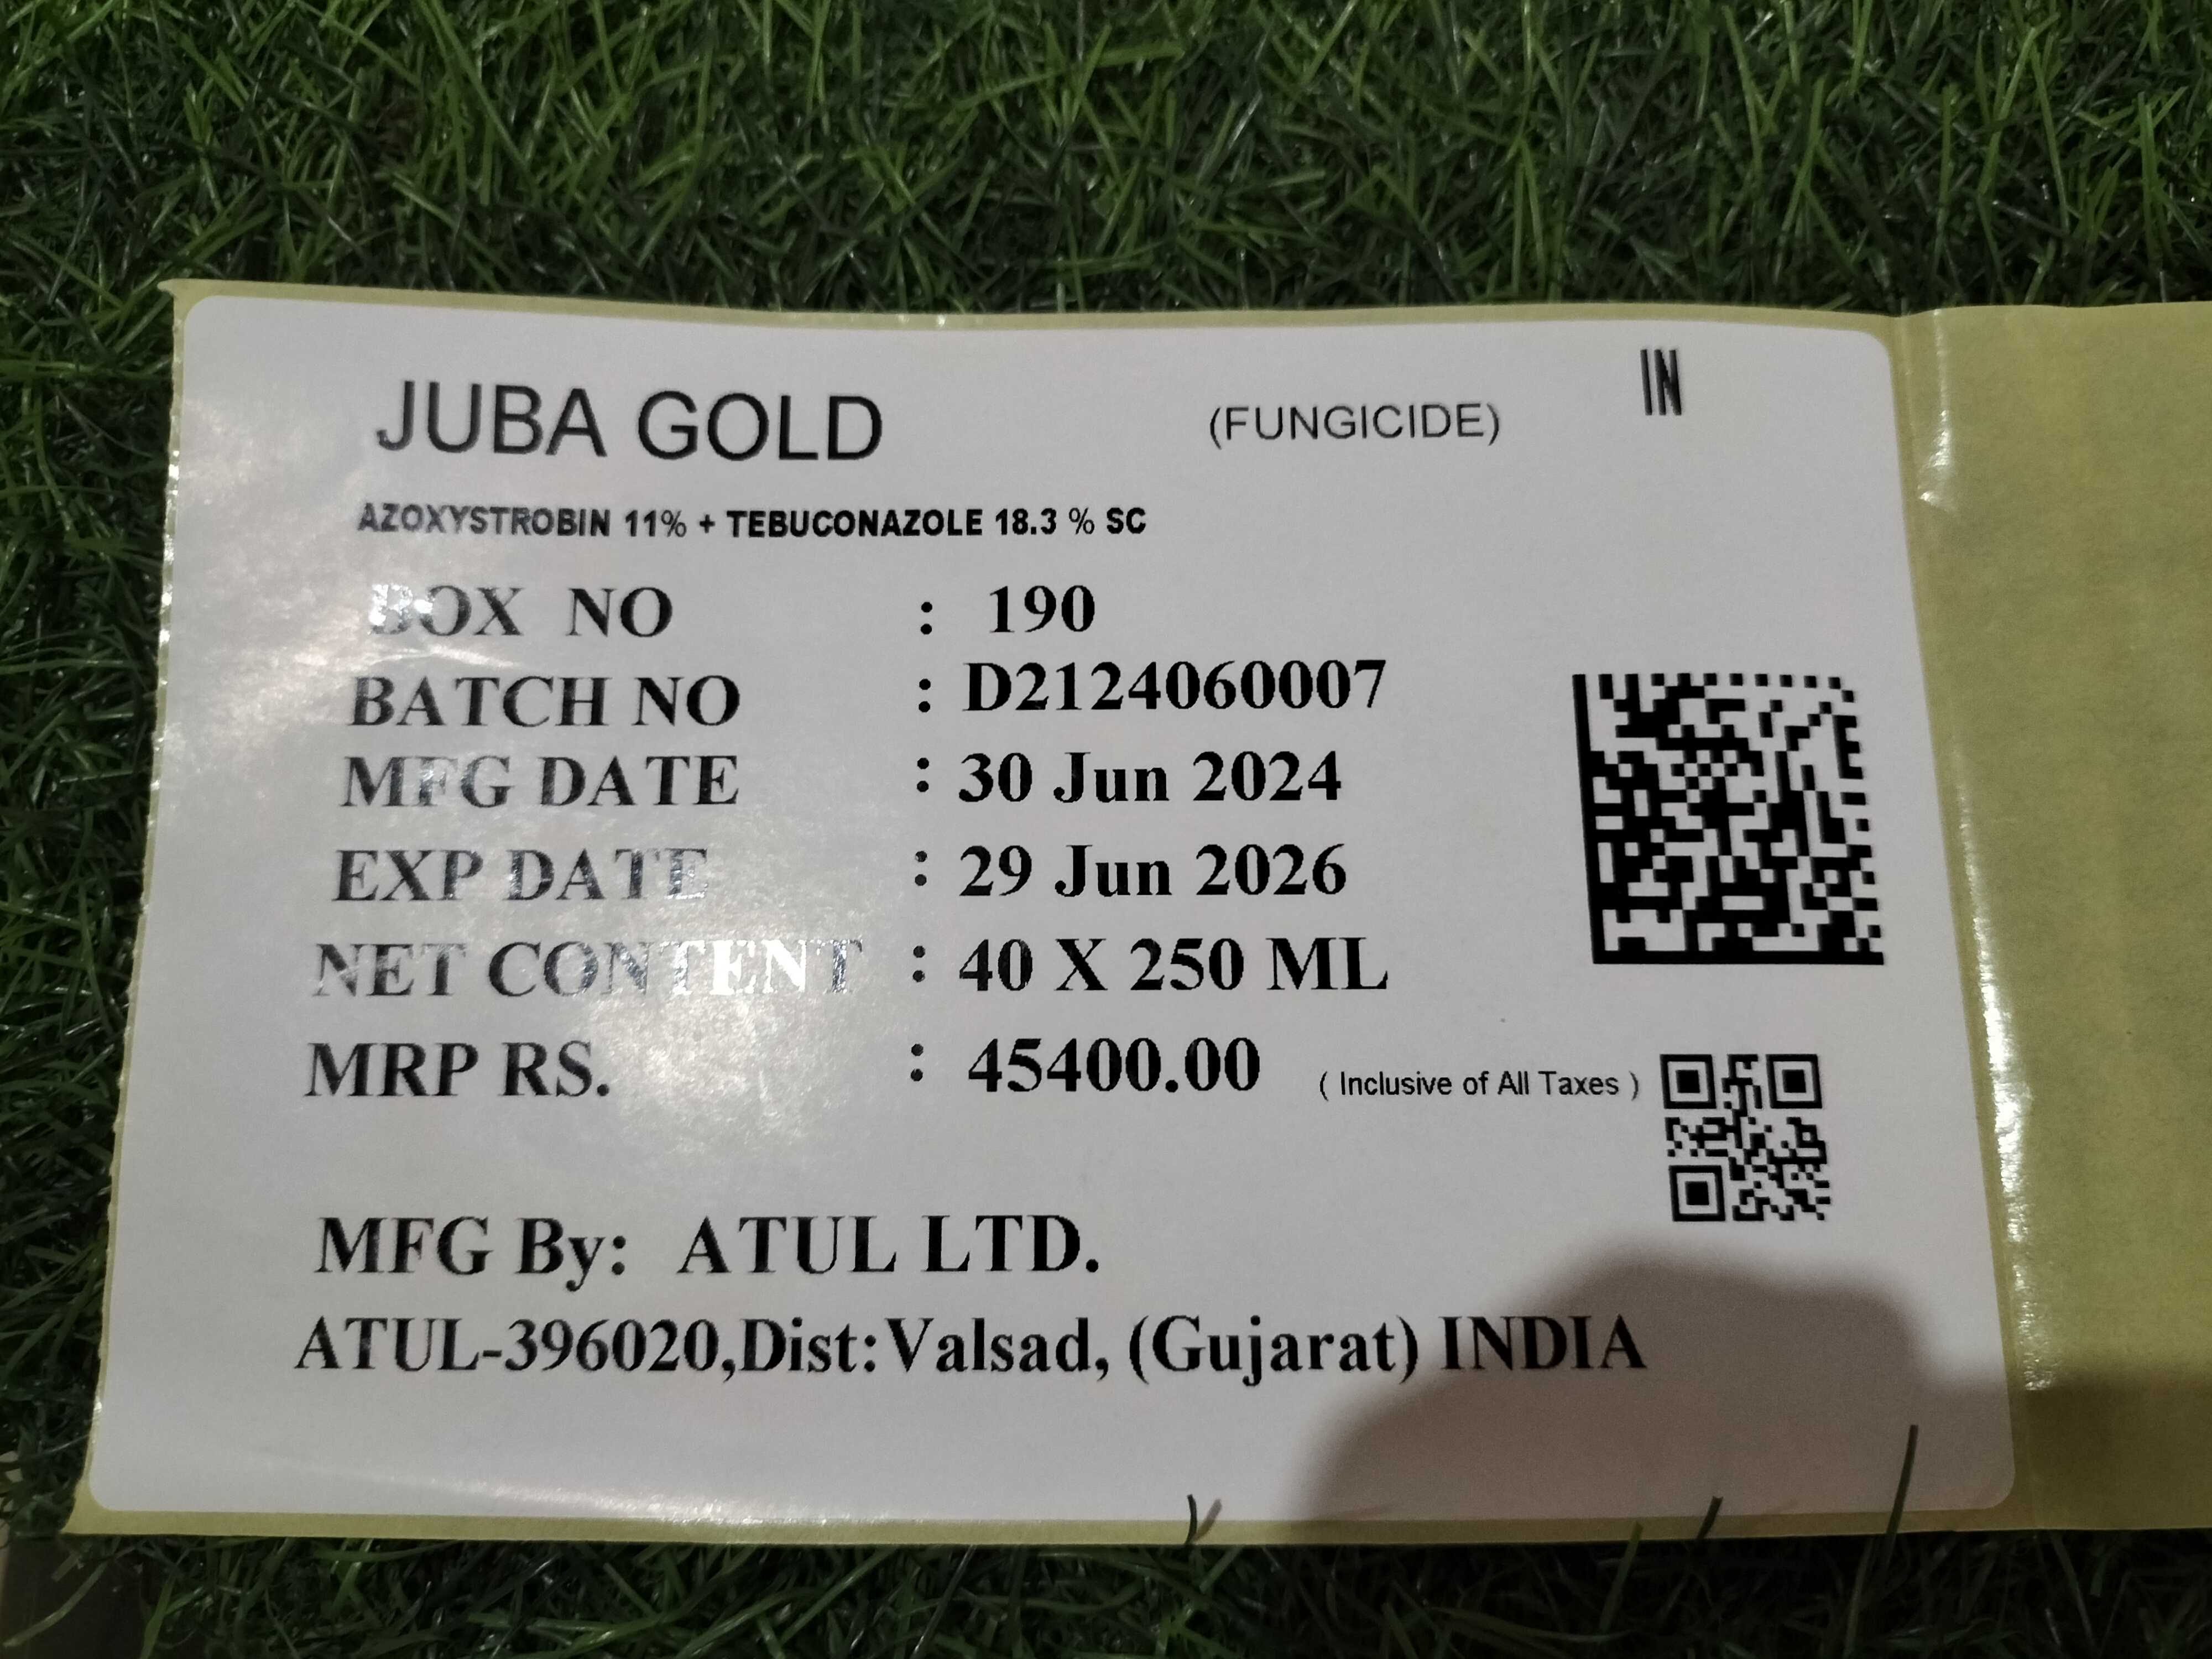 IN
JUBA GOLD (FUNGICIDE)
AZOXYSTROBIN 11% + TEBUCONAZOLE 18.3 % SC
BOX NO : 190
BATCH NO : D2124060007
MFG DATE : 30 Jun 2024
EXP DATE : 29 Jun 2026
NET CONTENT : 40 X 250 ML
MRP RS. : 45400.00 ( Inclusive of All Taxes )
MFG By: ATUL LTD.
ATUL-396020,Dist:Valsad, (Gujarat) INDIA